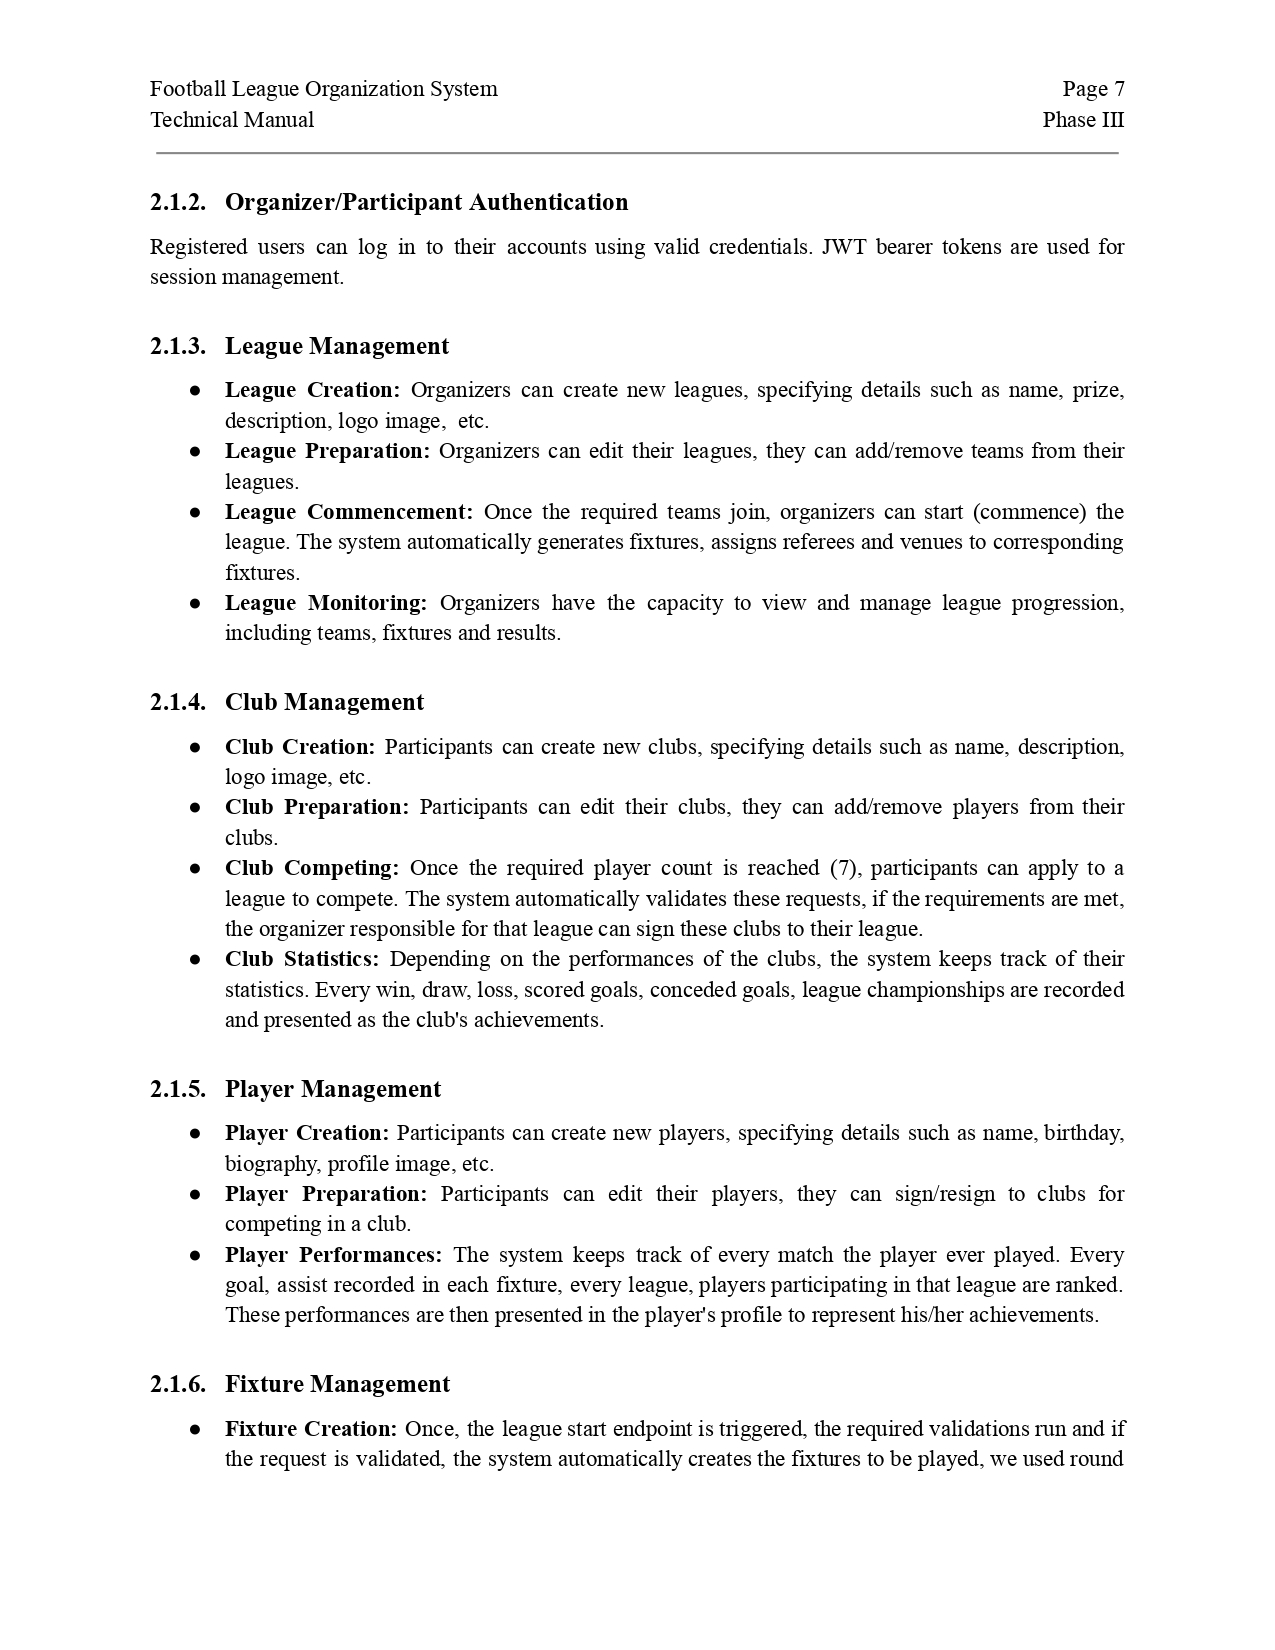 Football League Organization System Page 7
Technical Manual Phase III
2.1.2. Organizer/Participant Authentication
Registered users can log in to their accounts using valid credentials. JWT bearer tokens are used for
session management.
2.1.3. League Management
● League Creation: Organizers can create new leagues, specifying details such as name, prize,
description, logo image, etc.
● League Preparation: Organizers can edit their leagues, they can add/remove teams from their
leagues.
● League Commencement: Once the required teams join, organizers can start (commence) the
league. The system automatically generates fixtures, assigns referees and venues to corresponding
fixtures.
● League Monitoring: Organizers have the capacity to view and manage league progression,
including teams, fixtures and results.
2.1.4. Club Management
● Club Creation: Participants can create new clubs, specifying details such as name, description,
logo image, etc.
● Club Preparation: Participants can edit their clubs, they can add/remove players from their
clubs.
● Club Competing: Once the required player count is reached (7), participants can apply to a
league to compete. The system automatically validates these requests, if the requirements are met,
the organizer responsible for that league can sign these clubs to their league.
● Club Statistics: Depending on the performances of the clubs, the system keeps track of their
statistics. Every win, draw, loss, scored goals, conceded goals, league championships are recorded
and presented as the club's achievements.
2.1.5. Player Management
● Player Creation: Participants can create new players, specifying details such as name, birthday,
biography, profile image, etc.
● Player Preparation: Participants can edit their players, they can sign/resign to clubs for
competing in a club.
● Player Performances: The system keeps track of every match the player ever played. Every
goal, assist recorded in each fixture, every league, players participating in that league are ranked.
These performances are then presented in the player's profile to represent his/her achievements.
2.1.6. Fixture Management
● Fixture Creation: Once, the league start endpoint is triggered, the required validations run and if
the request is validated, the system automatically creates the fixtures to be played, we used round